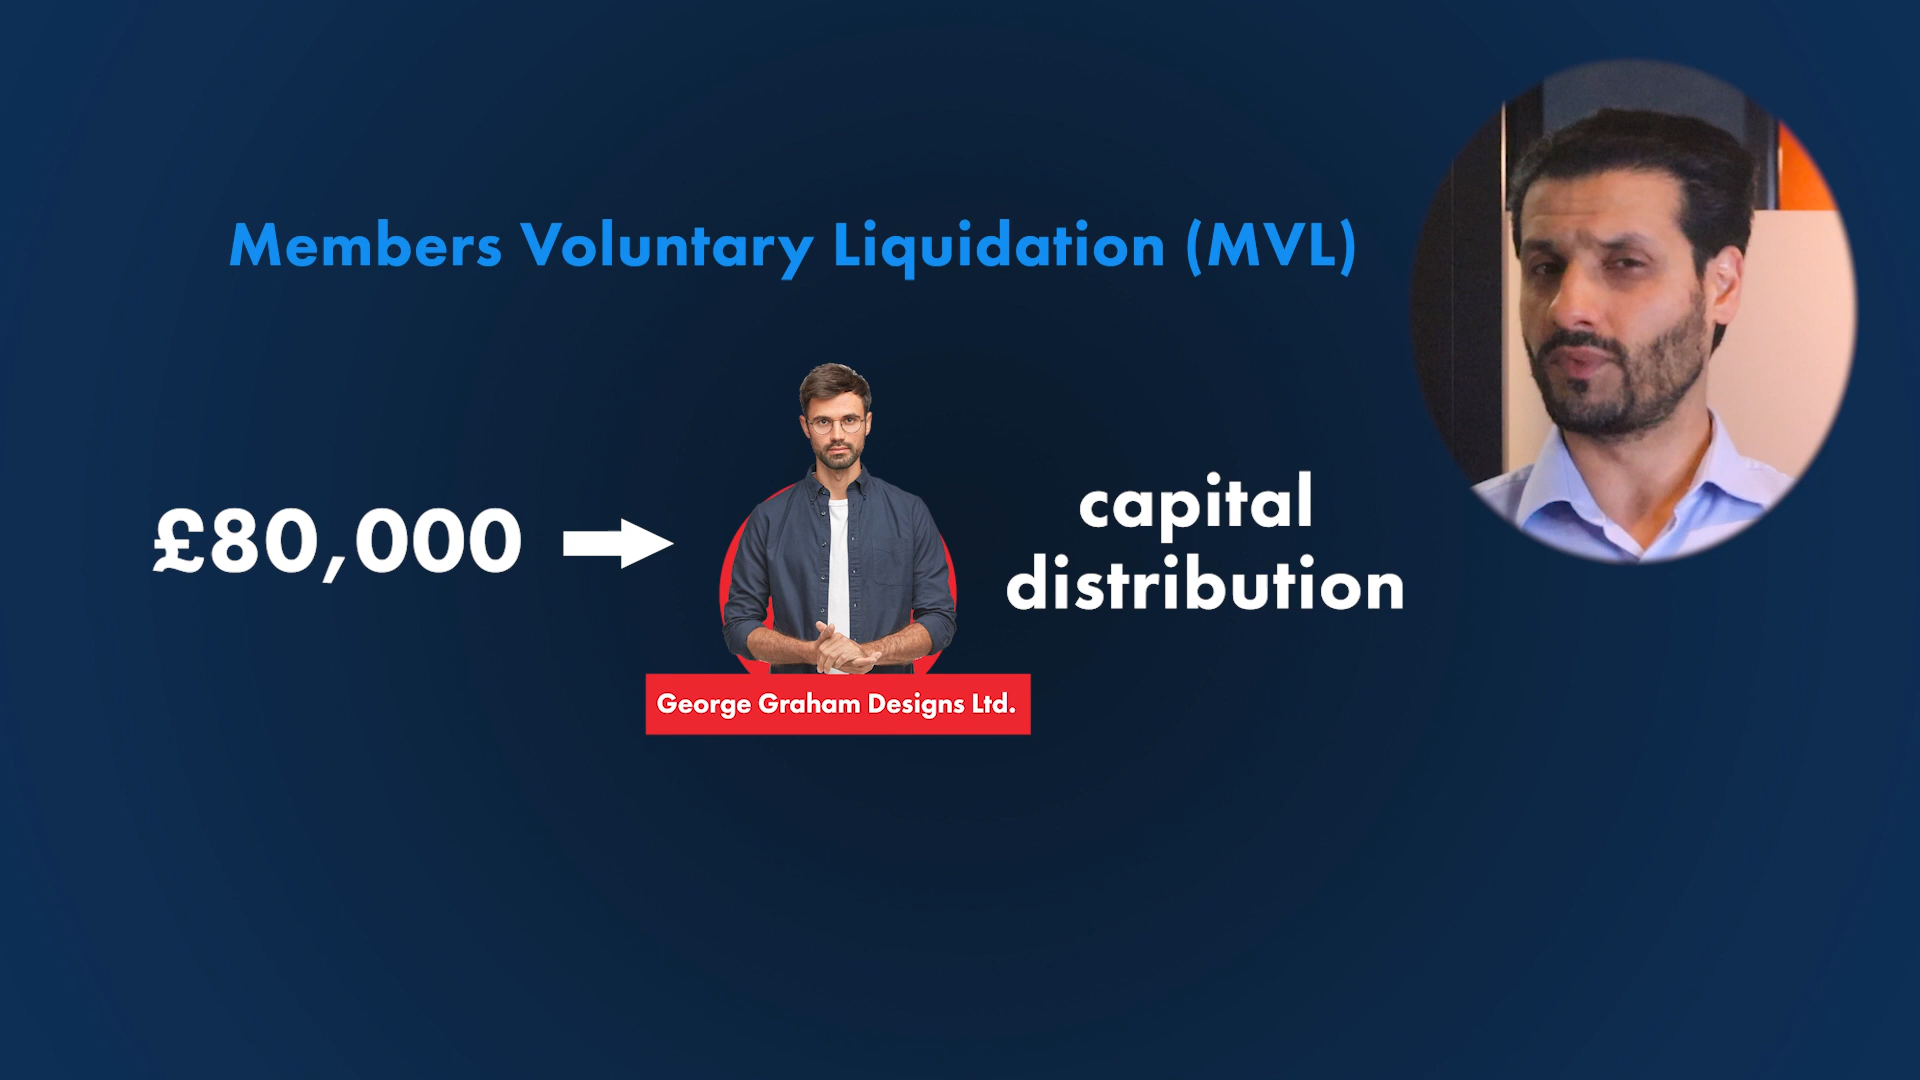 Members Voluntary Liquidation (MVL)
£80,000
capital
distribution
George Graham Designs Ltd.